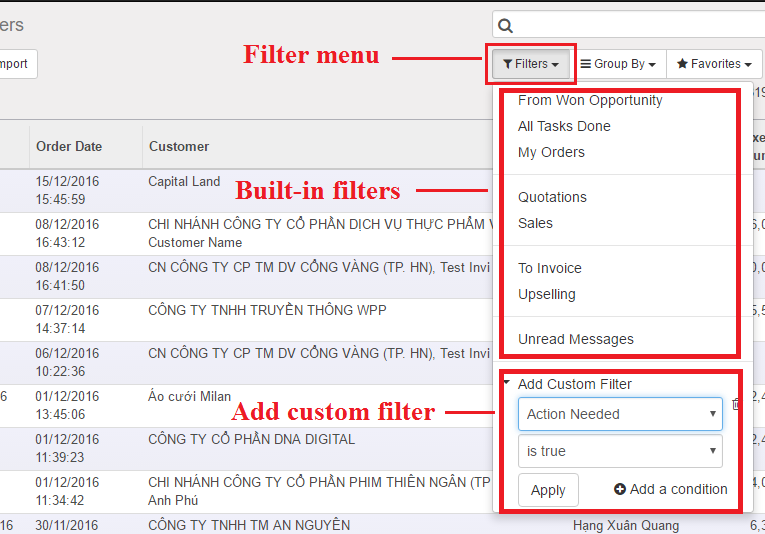 ers
Filter menu
mport
Filters
Group By
Favorites
Order Date
Customer
From Won Opportunity
All Tasks Done
My Orders
Quotations
Sales
To Invoice
Upselling
Unread Messages
Built-in filters
15/12/2016
15:45:59
Capital Land
08/12/2016
16:43:12
CHI NHÁNH CÔNG TY CỔ PHẦN DỊCH VỤ THỰC PHẨM V
Customer Name
08/12/2016
16:41:50
CN CÔNG TY CP TM DV CỔNG VÀNG (TP. HN), Test Invi
07/12/2016
14:37:14
CÔNG TY TNHH TRUYỀN THÔNG WPP
06/12/2016
10:22:36
CN CÔNG TY CP TM DV CỔNG VÀNG (TP. HN), Test Invi
6
01/12/2016
13:45:06
Áo cưới Milan
Add custom filter
Add Custom Filter
Action Needed
is true
Apply
Add a condition
01/12/2016
11:39:23
CÔNG TY CỔ PHẦN DNA DIGITAL
01/12/2016
11:34:42
CHI NHÁNH CÔNG TY CỔ PHẦN PHIM THIÊN NGÂN (TP
Anh Phú
16
30/11/2016
CÔNG TY TNHH TM AN NGUYÊN
Hạng Xuân Quang